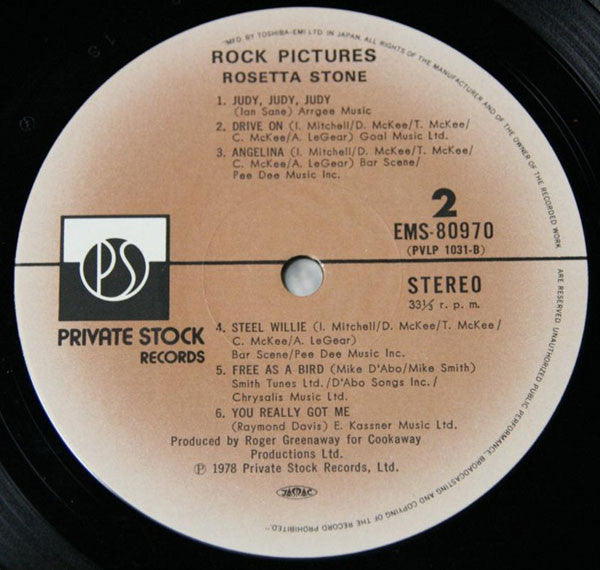 "MFD. BY TOSHIBA-EMI LTD. IN JAPAN. ALL RIGHTS OF THE MANUFACTURER AND OF THE OWNER OF THE RECORDED WORK
ROCK PICTURES
ROSETTA STONE
1. JUDY, JUDY, JUDY
(Ian Sane) Arrgee Music
2. DRIVE ON (I. Mitchell/D. McKee/T. McKee/
C. McKee/A. LeGear) Goal Music Ltd.
3. ANGELINA (I. Mitchell/D. McKee/T. McKee/
C. McKee/A. LeGear) Bar Scene/
Pee Dee Music Inc.
2
EMS-80970
(PVLP 1031-B)
PS
STEREO
33⅓ r. p. m.
PRIVATE STOCK
RECORDS
4. STEEL WILLIE (I. Mitchell/D. McKee/T. McKee/
C. McKee/A. LeGear)
Bar Scene/Pee Dee Music Inc.
5. FREE AS A BIRD (Mike D'Abo/Mike Smith)
Smith Tunes Ltd./D'Abo Songs Inc./
Chrysalis Music Ltd.
6. YOU REALLY GOT ME
(Raymond Davis) E. Kassner Music Ltd.
Produced by Roger Greenaway for Cookaway
Productions Ltd.
Ⓟ 1978 Private Stock Records, Ltd.
JASRAC
ARE RESERVED UNAUTHORIZED PUBLIC PERFORMANCE, BROADCASTING AND COPYING OF THE RECORD PROHIBITED."